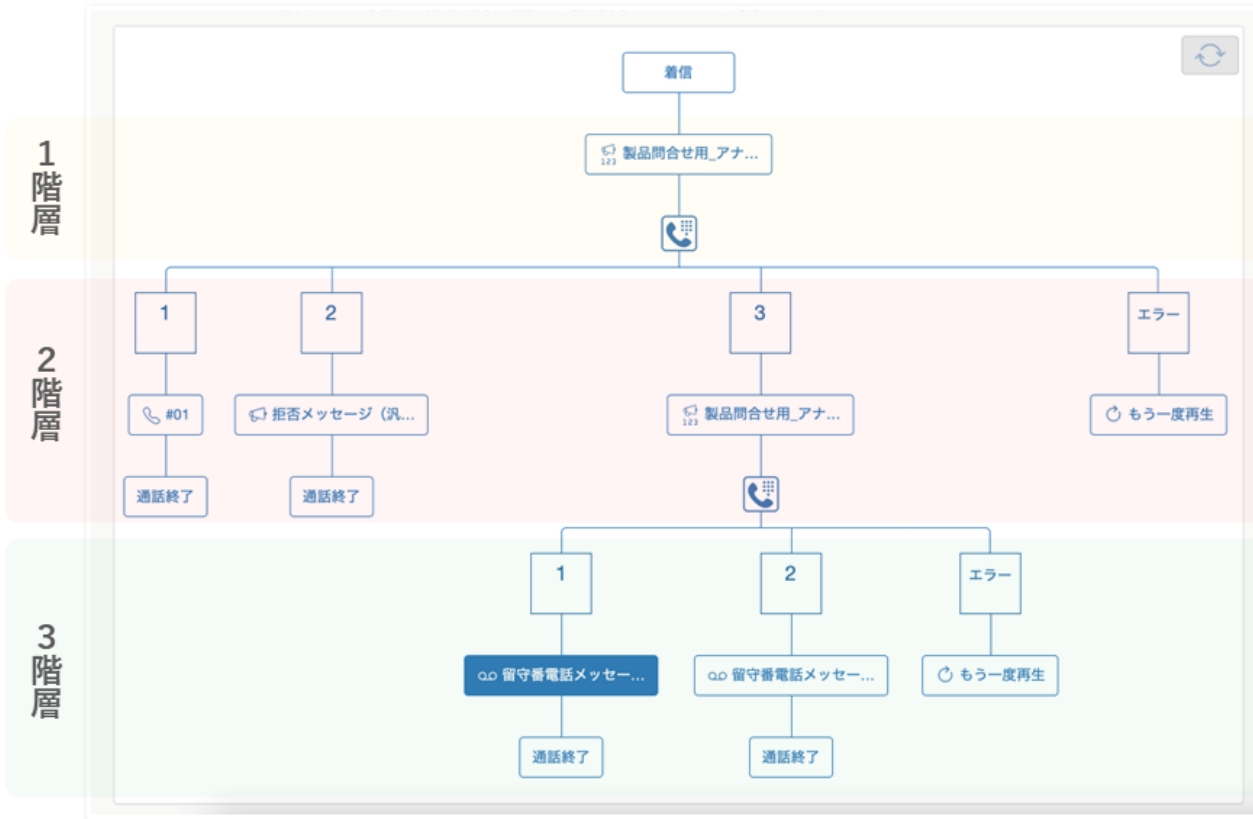 着信
1階層
製品問合せ用_アナ...
123
2階層
1
2
3
エラー
#01
拒否メッセージ（汎...
製品問合せ用_アナ...
123
もう一度再生
通話終了
通話終了
3階層
1
2
エラー
留守番電話メッセー...
留守番電話メッセー...
もう一度再生
通話終了
通話終了